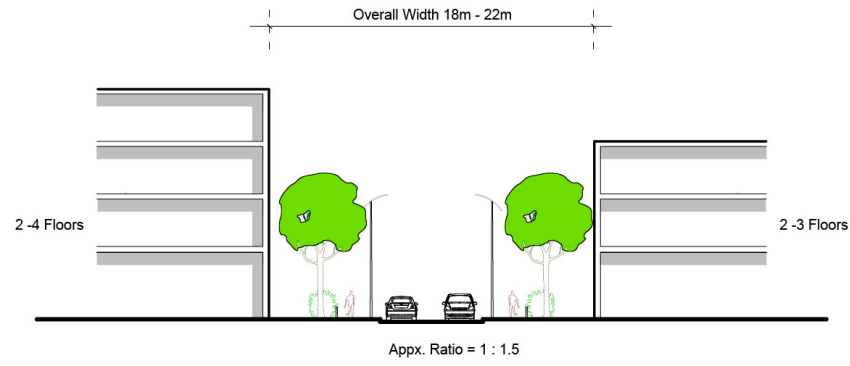 Overall Width 18m - 22m
2 -4 Floors
2 -3 Floors
Appx. Ratio = 1 : 1.5